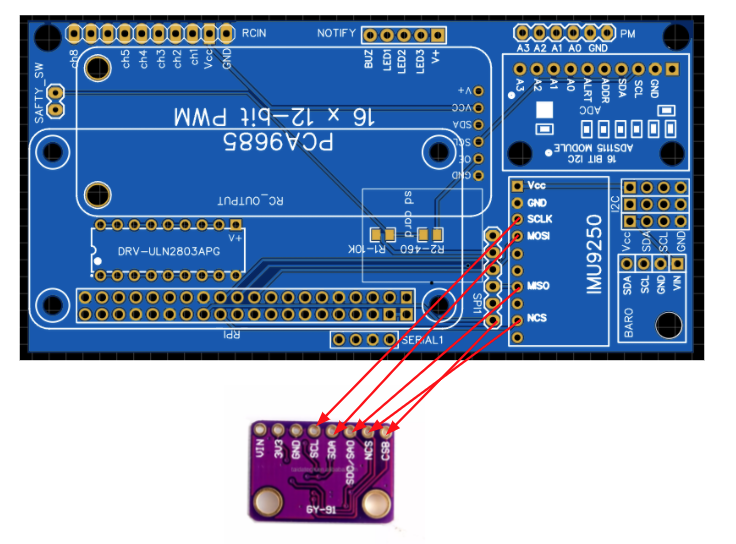 RCIN
NOTIFY
PM
ch8
ch5
ch4
ch3
ch2
ch1
Vcc
GND
BUZ
LED1
LED2
LED3
V+
A3 A2 A1 A0 GND
SAFTY_SW
V+
VCC
SDA
SCL
OE
GND
16 x 12-bit PWM
PCA9685
RC_OUTPUT
A3
A2
A1
A0
ALRT
ADDR
SDA
SCL
GND
ADC
16 BIT I2C
ADS1115 MODULE
sd card
R1-10K
R2-460
V+
DRV-ULN2803APG
RPI
SERIAL1
SPI1
Vcc
GND
SCLK
MOSI
MISO
NCS
IMU9250
I2C
Vcc
SDA
SCL
GND
SDA
SCL
GND
VIN
BARO
VIN
3V3
GND
SCL
SDA
SDO/SAO
NCS
CSB
GY-91